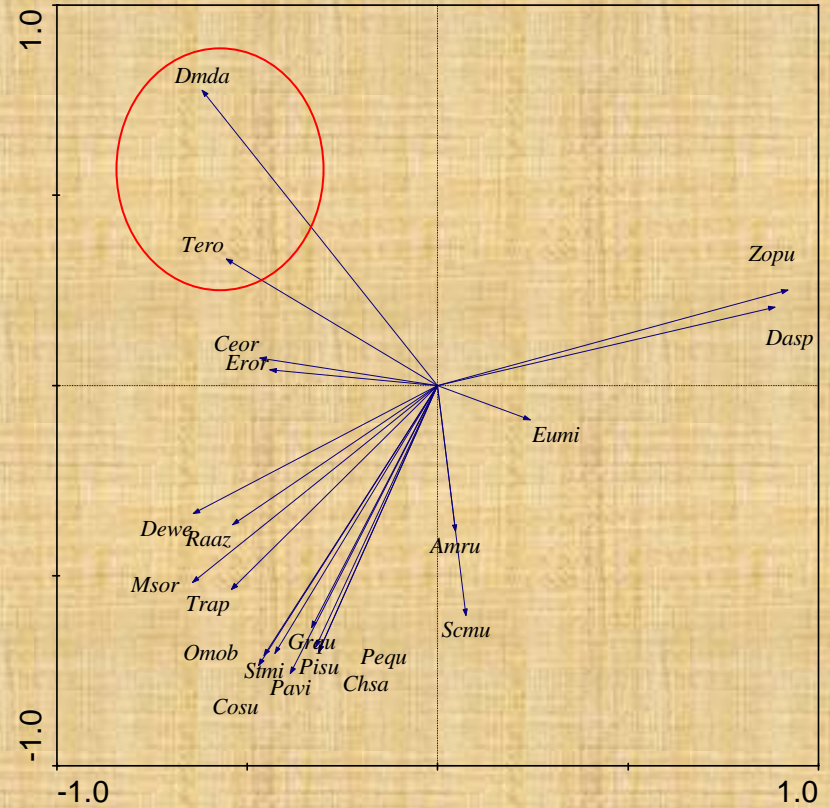 1.0
Dmda
Tero
Zopu
Ceor
Dasp
Eror
Eumi
Dewe
Raaz
Amru
Msor
Trap
Scmu
Omob
Grqu
Simi
Pisu
Pequ
Pavi
Chsa
Cosu
-1.0
-1.0
1.0